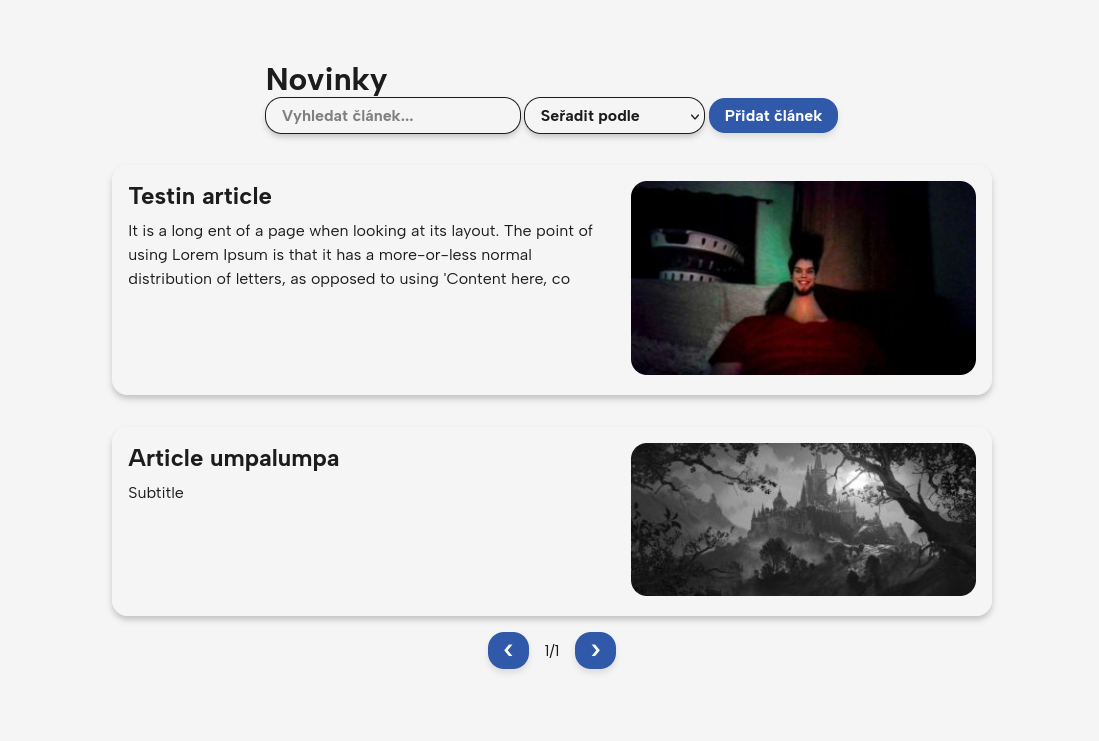 Novinky
Vyhledat článek...
Seřadit podle
Přidat článek
Testin article
It is a long ent of a page when looking at its layout. The point of
using Lorem Ipsum is that it has a more-or-less normal
distribution of letters, as opposed to using 'Content here, co
Article umpalumpa
Subtitle
‹ 1/1 ›